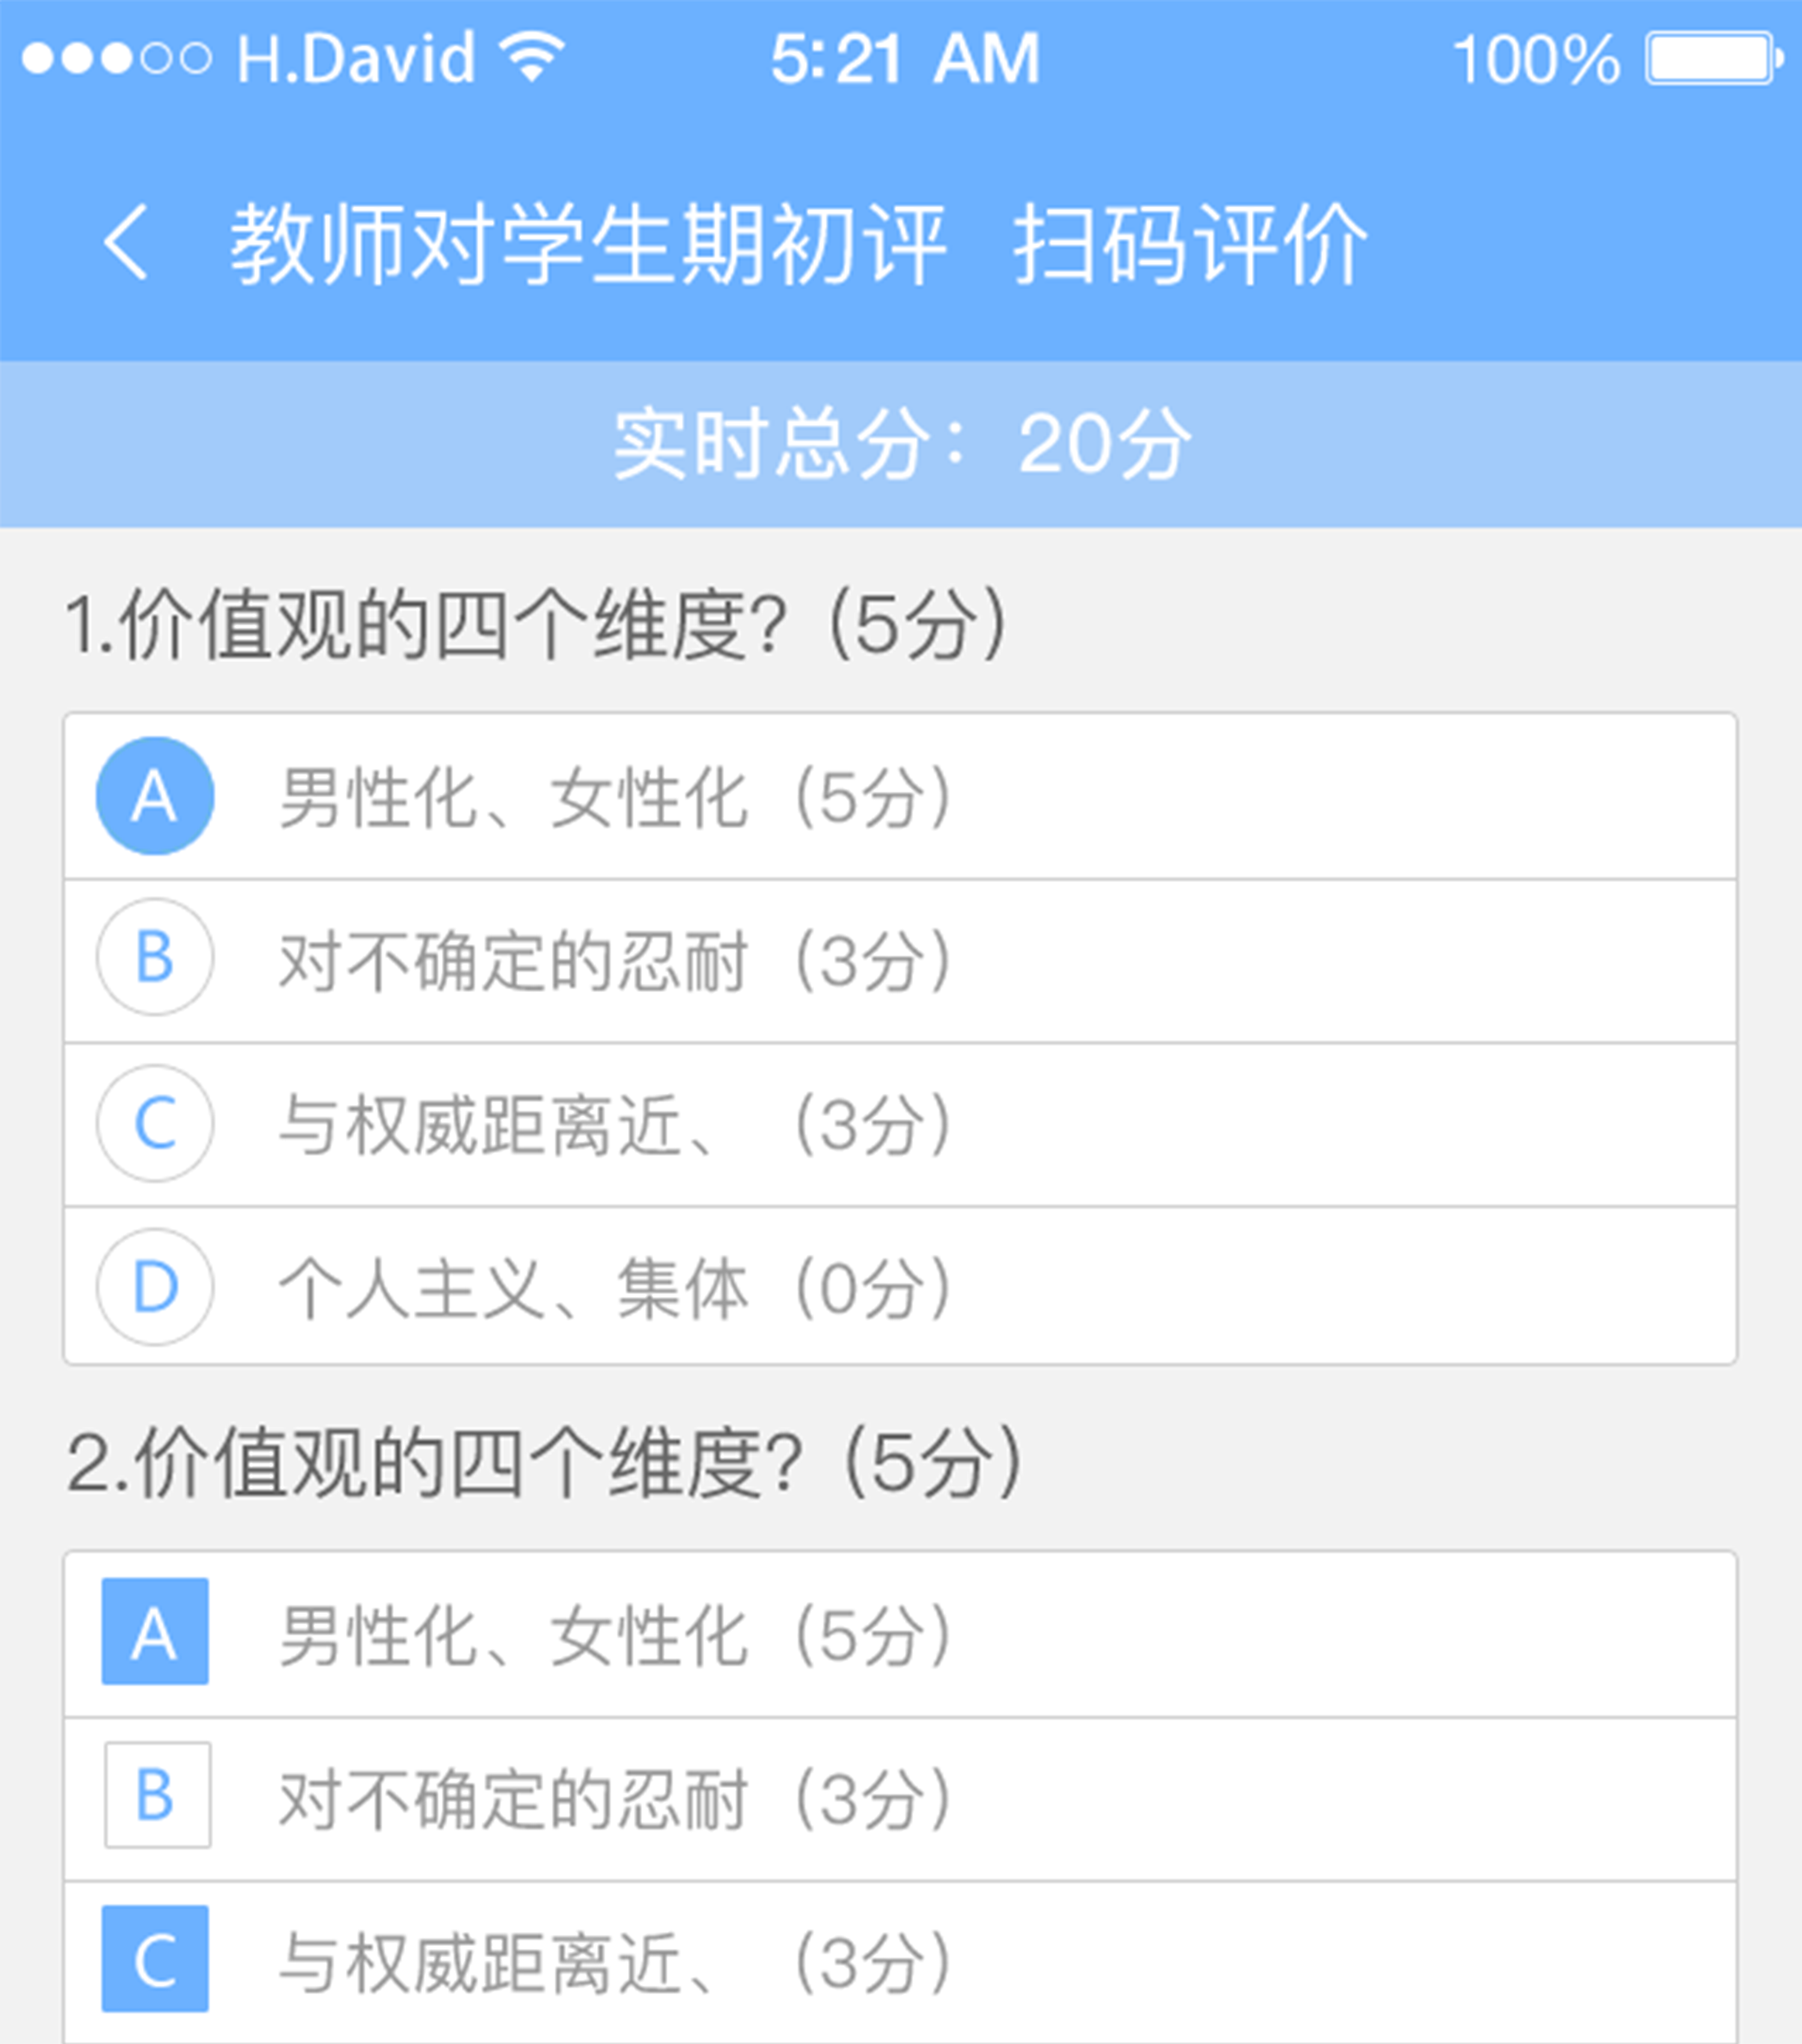 H.David 5:21 AM 100%
教师对学生期初评 扫码评价
实时总分：20分
1.价值观的四个维度？(5分)
A 男性化、女性化 (5分)
B 对不确定的忍耐 (3分)
C 与权威距离近、 (3分)
D 个人主义、集体 (0分)
2.价值观的四个维度？(5分)
A 男性化、女性化 (5分)
B 对不确定的忍耐 (3分)
C 与权威距离近、 (3分)